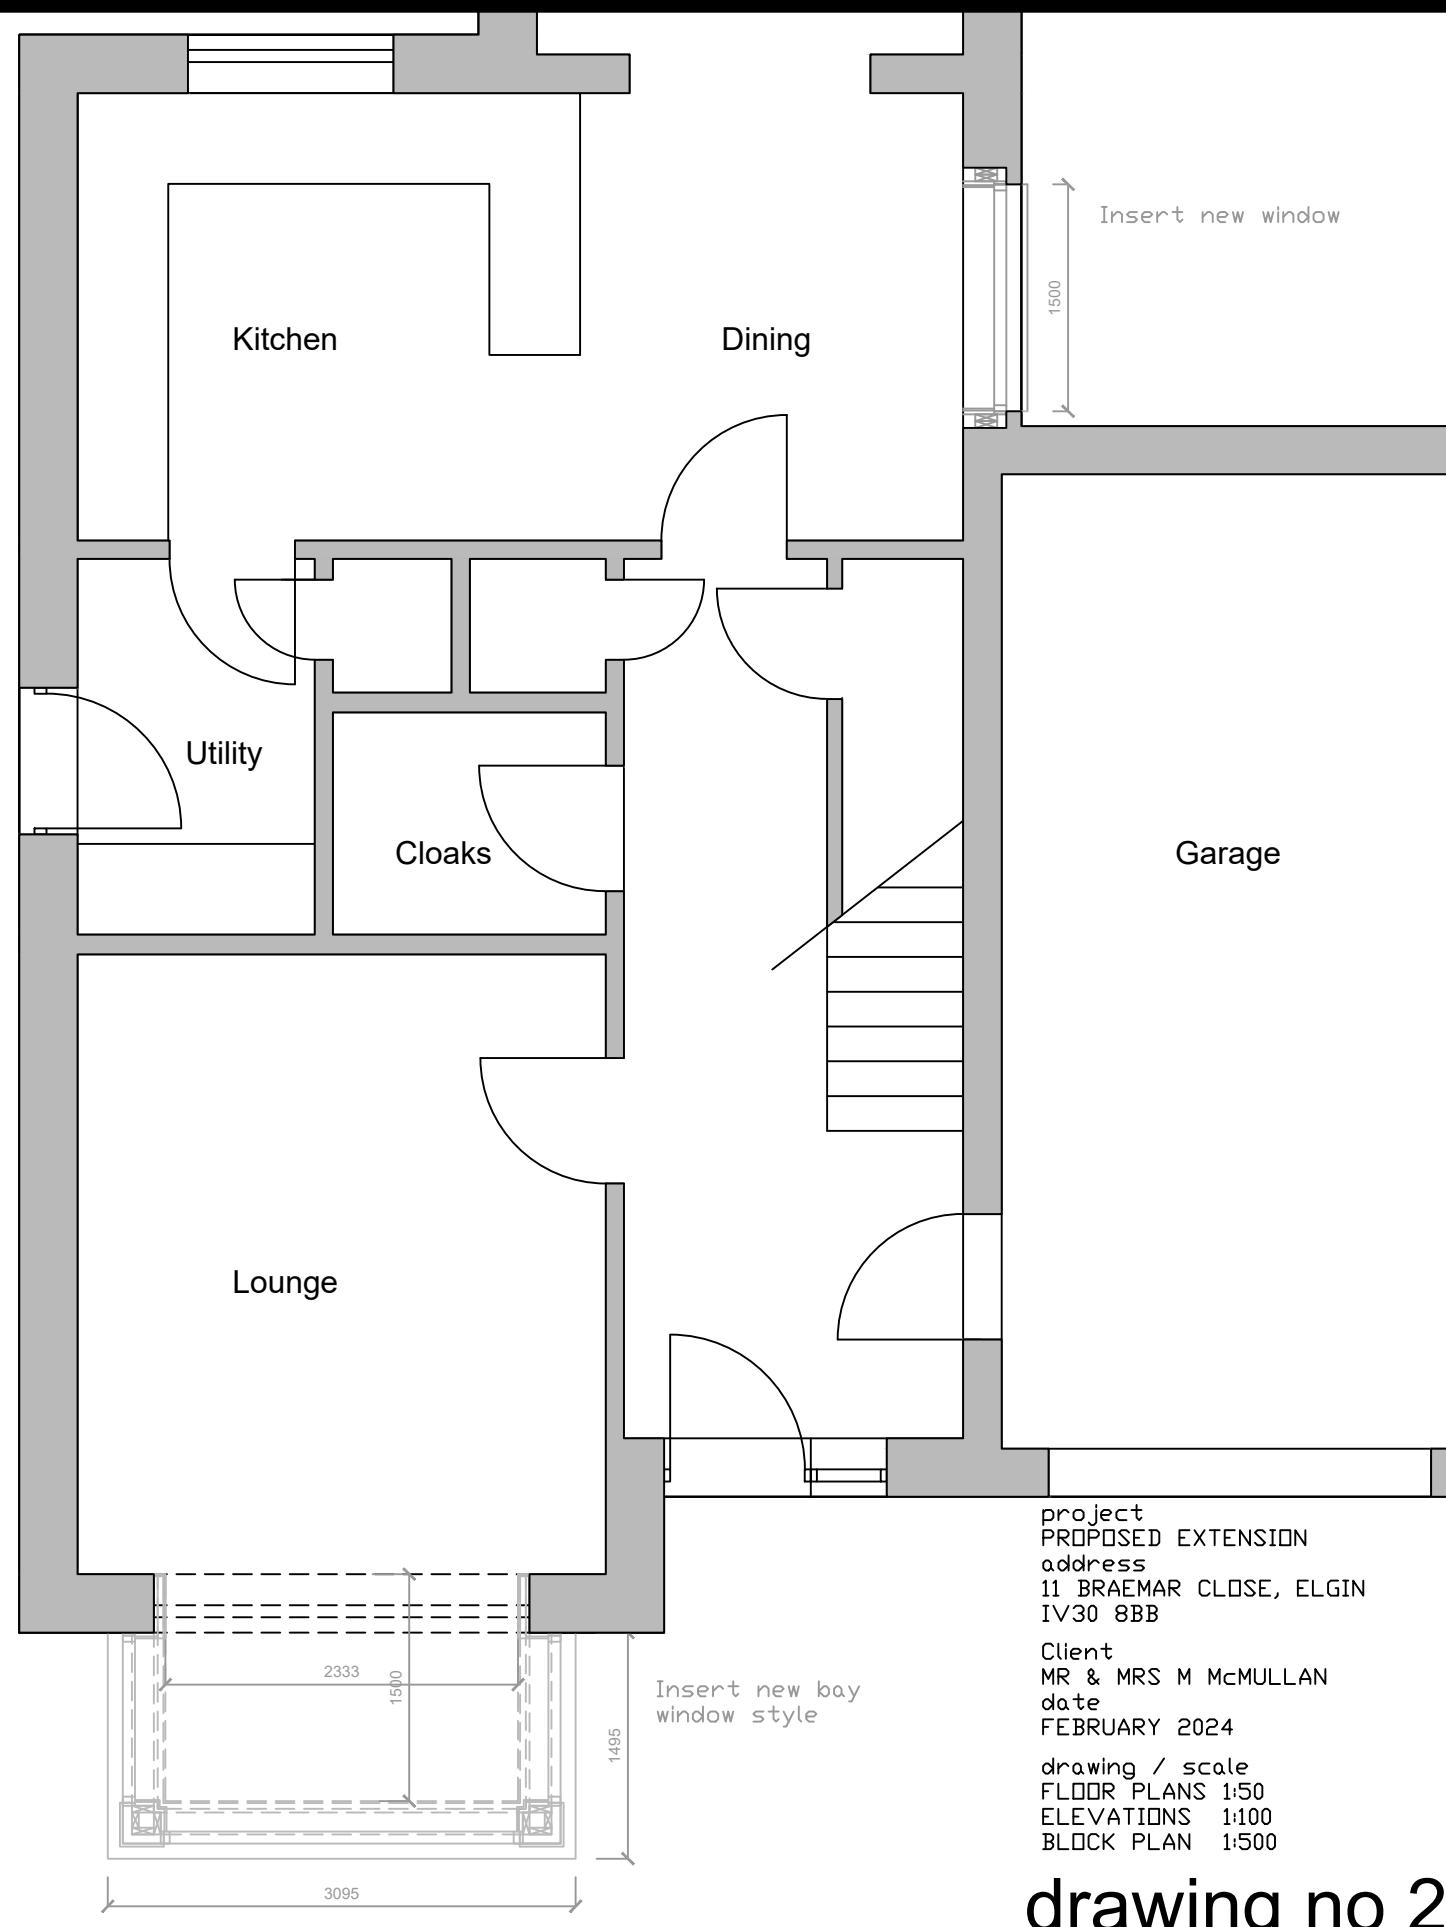 Insert new window
1500
Kitchen
Dining
Utility
Cloaks
Garage
Lounge
project
PROPOSED EXTENSION
address
11 BRAEMAR CLOSE, ELGIN
IV30 8BB
Client
MR & MRS M McMULLAN
date
FEBRUARY 2024
drawing / scale
FLOOR PLANS 1:50
ELEVATIONS 1:100
BLOCK PLAN 1:500
drawing no 2
2333
1500
Insert new bay
window style
1495
3095